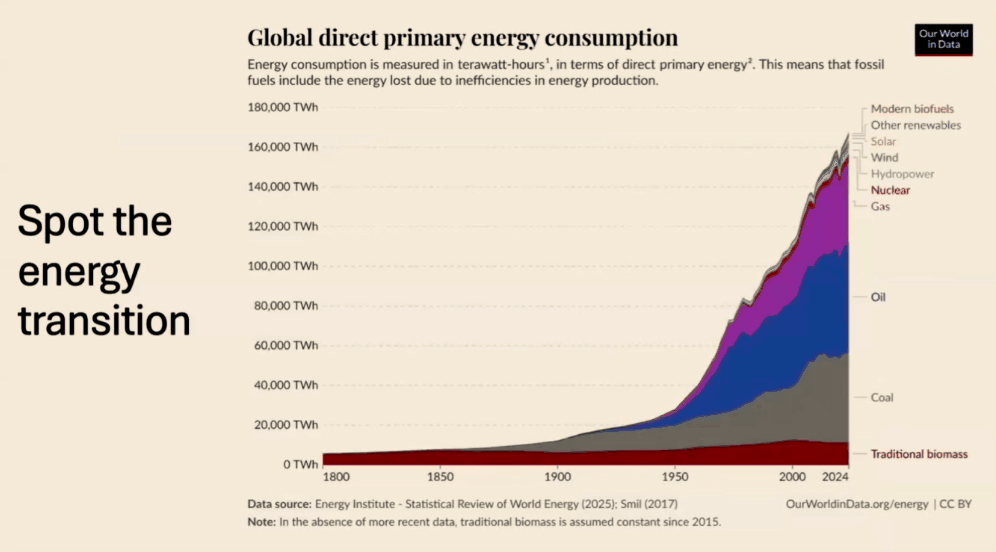 Spot the
energy
transition
Global direct primary energy consumption
Our World
in Data
Energy consumption is measured in terawatt-hours¹, in terms of direct primary energy². This means that fossil
fuels include the energy lost due to inefficiencies in energy production.
180,000 TWh
160,000 TWh
140,000 TWh
120,000 TWh
100,000 TWh
80,000 TWh
60,000 TWh
40,000 TWh
20,000 TWh
0 TWh
1800
1850
1900
1950
2000
2024
Modern biofuels
Other renewables
Solar
Wind
Hydropower
Nuclear
Gas
Oil
Coal
Traditional biomass
Data source: Energy Institute - Statistical Review of World Energy (2025); Smil (2017)
OurWorldinData.org/energy | CC BY
Note: In the absence of more recent data, traditional biomass is assumed constant since 2015.